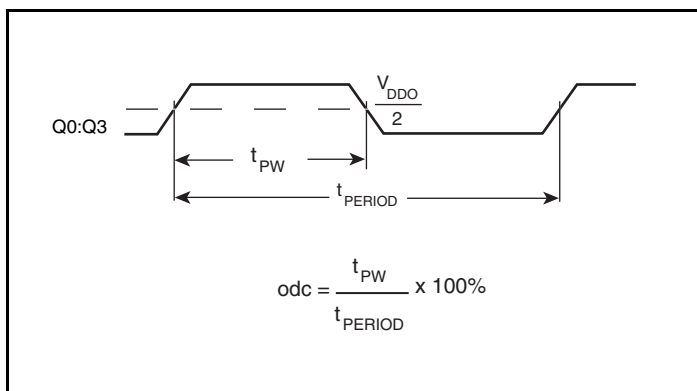 V_DDO
2
Q0:Q3
t_PW
t_PERIOD
odc = t_PW / t_PERIOD x 100%